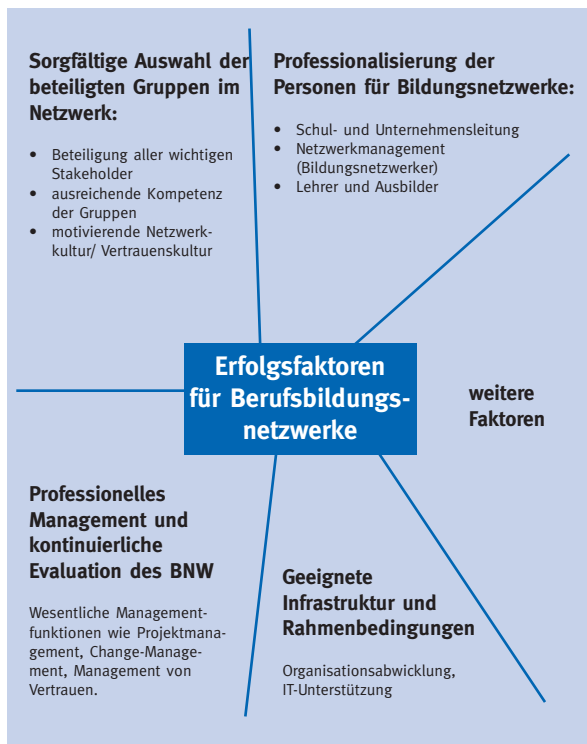 Sorgfältige Auswahl der
beteiligten Gruppen im
Netzwerk:
• Beteiligung aller wichtigen
Stakeholder
• ausreichende Kompetenz
der Gruppen
• motivierende Netzwerk-
kultur/ Vertrauenskultur
Professionalisierung der
Personen für Bildungsnetzwerke:
• Schul- und Unternehmensleitung
• Netzwerkmanagement
(Bildungsnetzwerker)
• Lehrer und Ausbilder
Erfolgsfaktoren
für Berufsbildungs-
netzwerke
weitere
Faktoren
Professionelles
Management und
kontinuierliche
Evaluation des BNW
Wesentliche Management-
funktionen wie Projektmana-
gement, Change-Manage-
ment, Management von
Vertrauen.
Geeignete
Infrastruktur und
Rahmenbedingungen
Organisationsabwicklung,
IT-Unterstützung